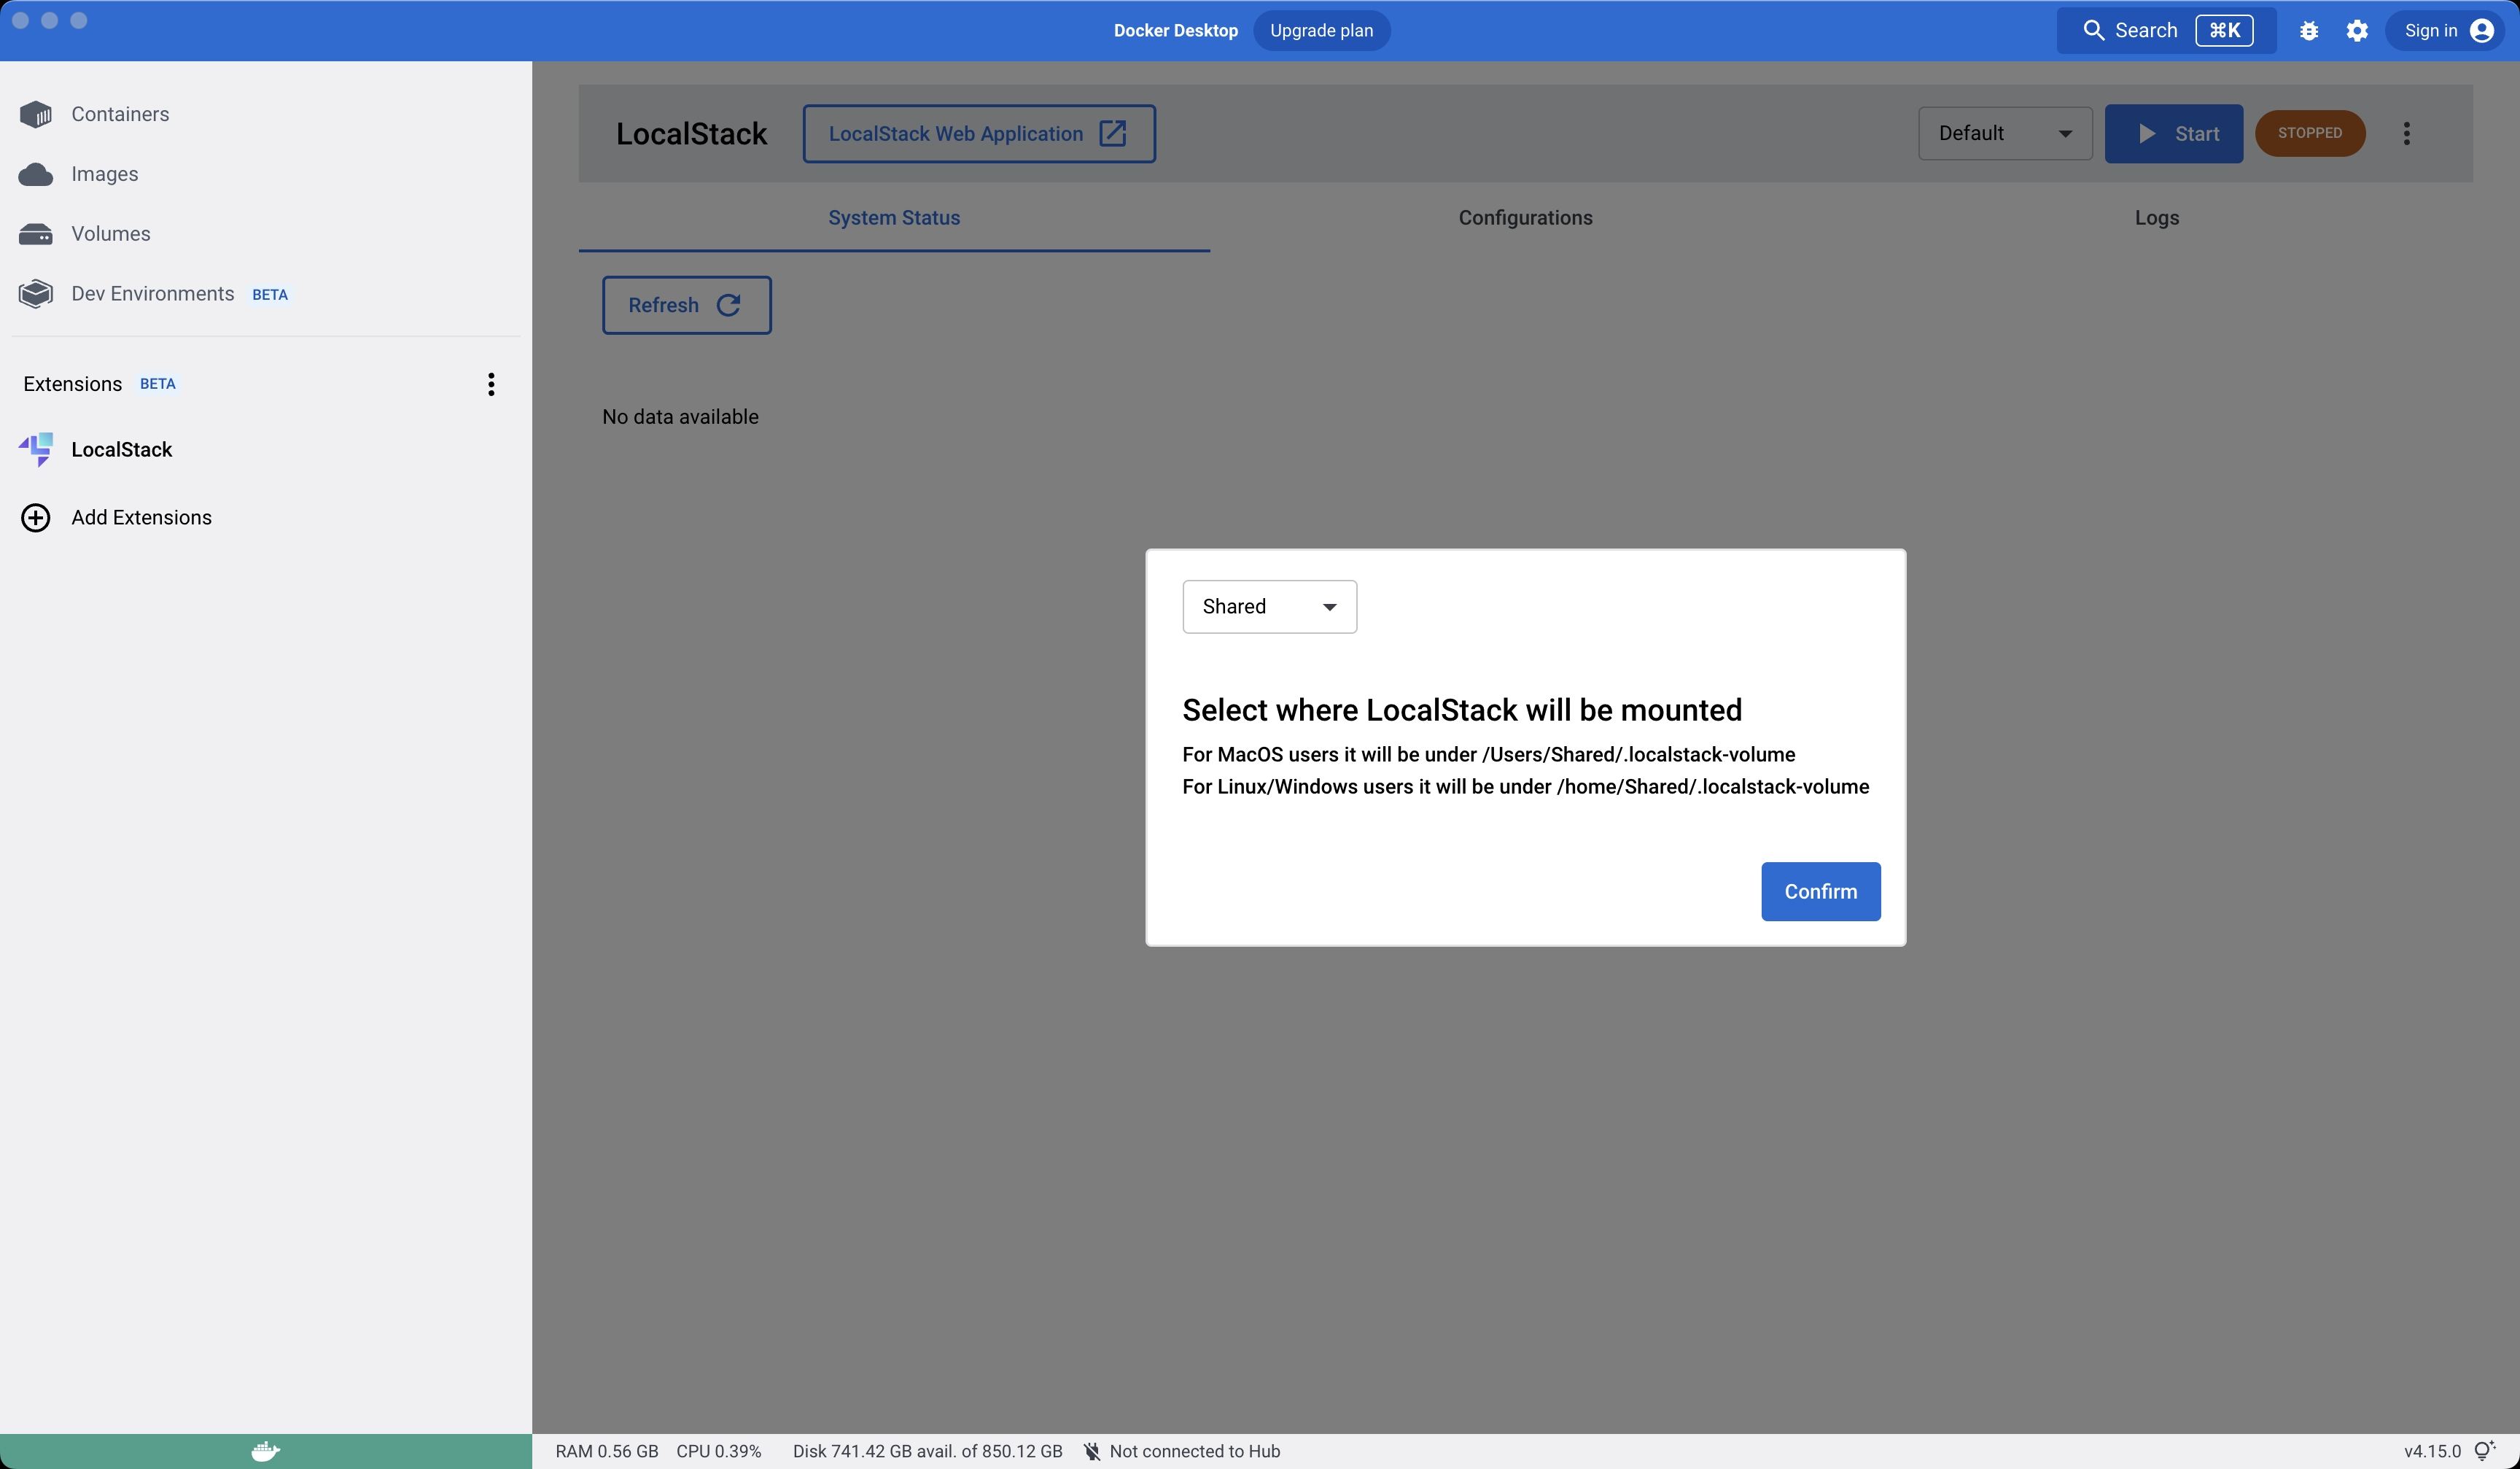 Docker Desktop
Upgrade plan
Search
⌘K
Sign in
Containers
Images
Volumes
Dev Environments BETA
Extensions BETA
LocalStack
Add Extensions
LocalStack
LocalStack Web Application
Default
Start
STOPPED
System Status
Configurations
Logs
Refresh
No data available
Shared
Select where LocalStack will be mounted
For MacOS users it will be under /Users/Shared/.localstack-volume
For Linux/Windows users it will be under /home/Shared/.localstack-volume
Confirm
RAM 0.56 GB CPU 0.39% Disk 741.42 GB avail. of 850.12 GB Not connected to Hub
v4.15.0